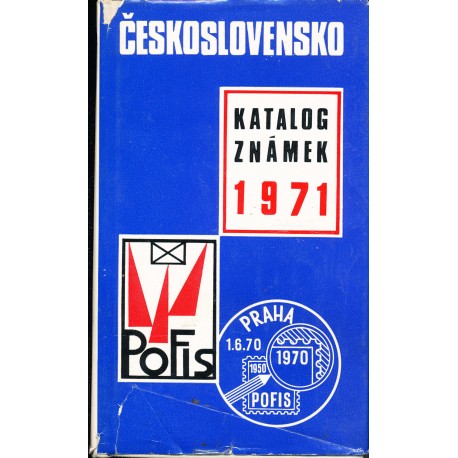 ČESKOSLOVENSKO
KATALOG
ZNÁMEK
1971
POFIS
PRAHA
1.6.70
1970
1950
POFIS